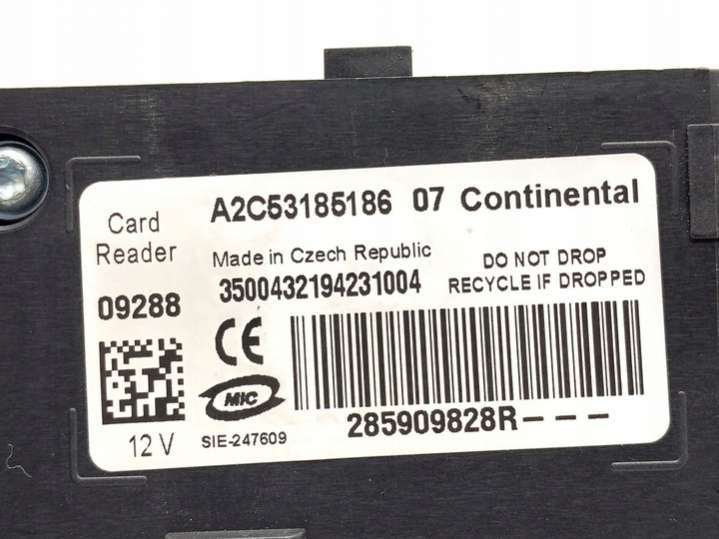 A2C53185186 07 Continental
Card
Reader
Made in Czech Republic
3500432194231004
DO NOT DROP
RECYCLE IF DROPPED
09288
CE
MIC
12 V
SIE-247609
285909828R---